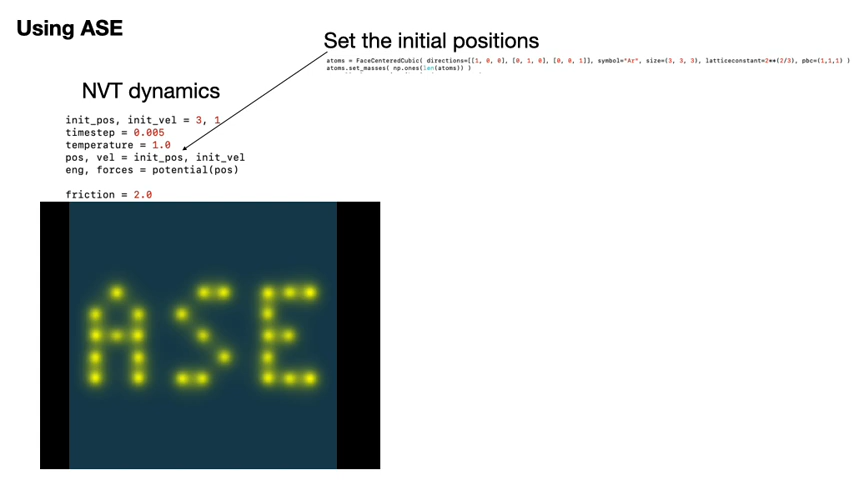 Using ASE
Set the initial positions
atoms = FaceCenteredCubic( directions=[[1, 0, 0], [0, 1, 0], [0, 0, 1]], symbol="Ar", size=(3, 3, 3), latticeconstant=2**(2/3), pbc=(1,1,1) )
atoms.set_masses( np.ones(len(atoms)) )
NVT dynamics
init_pos, init_vel = 3, 1
timestep = 0.005
temperature = 1.0
pos, vel = init_pos, init_vel
eng, forces = potential(pos)
friction = 2.0
ASE